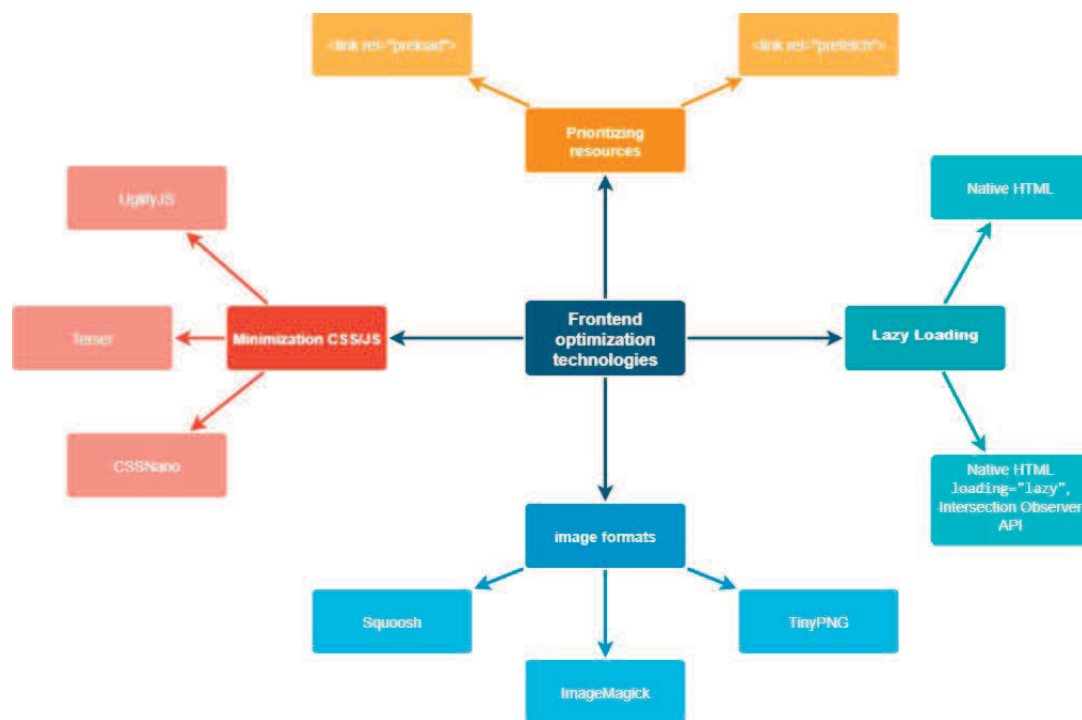 <link rel="preload">
<link rel="prefetch">
Prioritizing
resources
UglifyJS
Native HTML
Terser
Minimization CSS/JS
Frontend
optimization
technologies
Lazy Loading
CSSNano
Native HTML
loading="lazy",
Intersection Observer
API
image formats
Squoosh
TinyPNG
ImageMagick